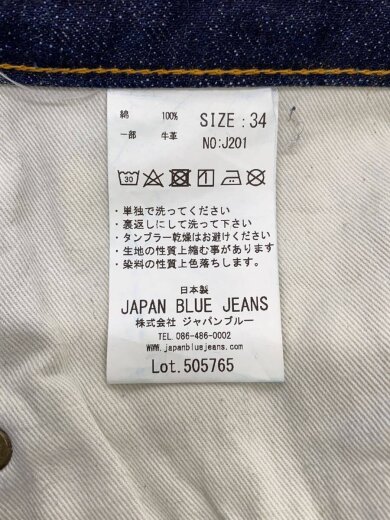 綿 100% SIZE : 34
一部 牛革 NO:J201
30
・単独で洗ってください
・裏返しにして洗って下さい
・タンブラー乾燥はお避けください
・生地の性質上縮む事があります
・染料の性質上色落ちします。
日本製
JAPAN BLUE JEANS
株式会社 ジャパンブルー
TEL. 086-486-0002
www.japanbluejeans.com
Lot.505765